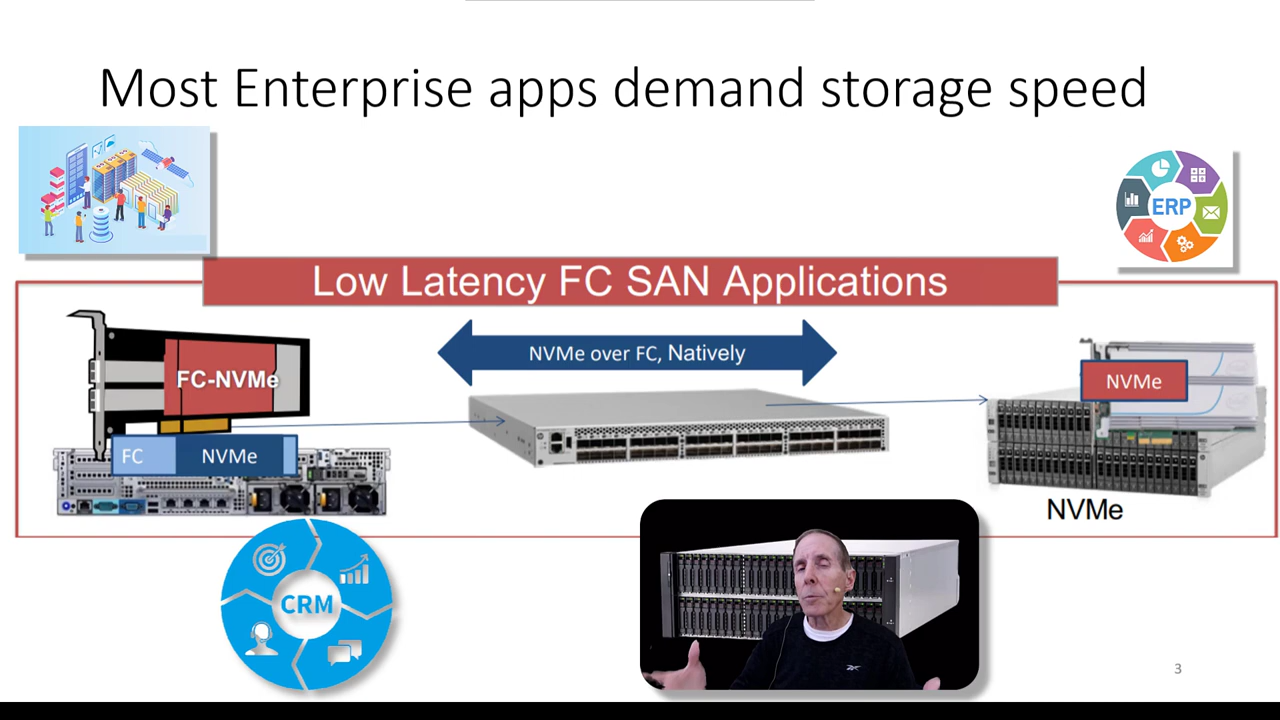 Most Enterprise apps demand storage speed
ERP
Low Latency FC SAN Applications
NVMe over FC, Natively
FC-NVMe
NVMe
FC NVMe
NVMe
CRM
3